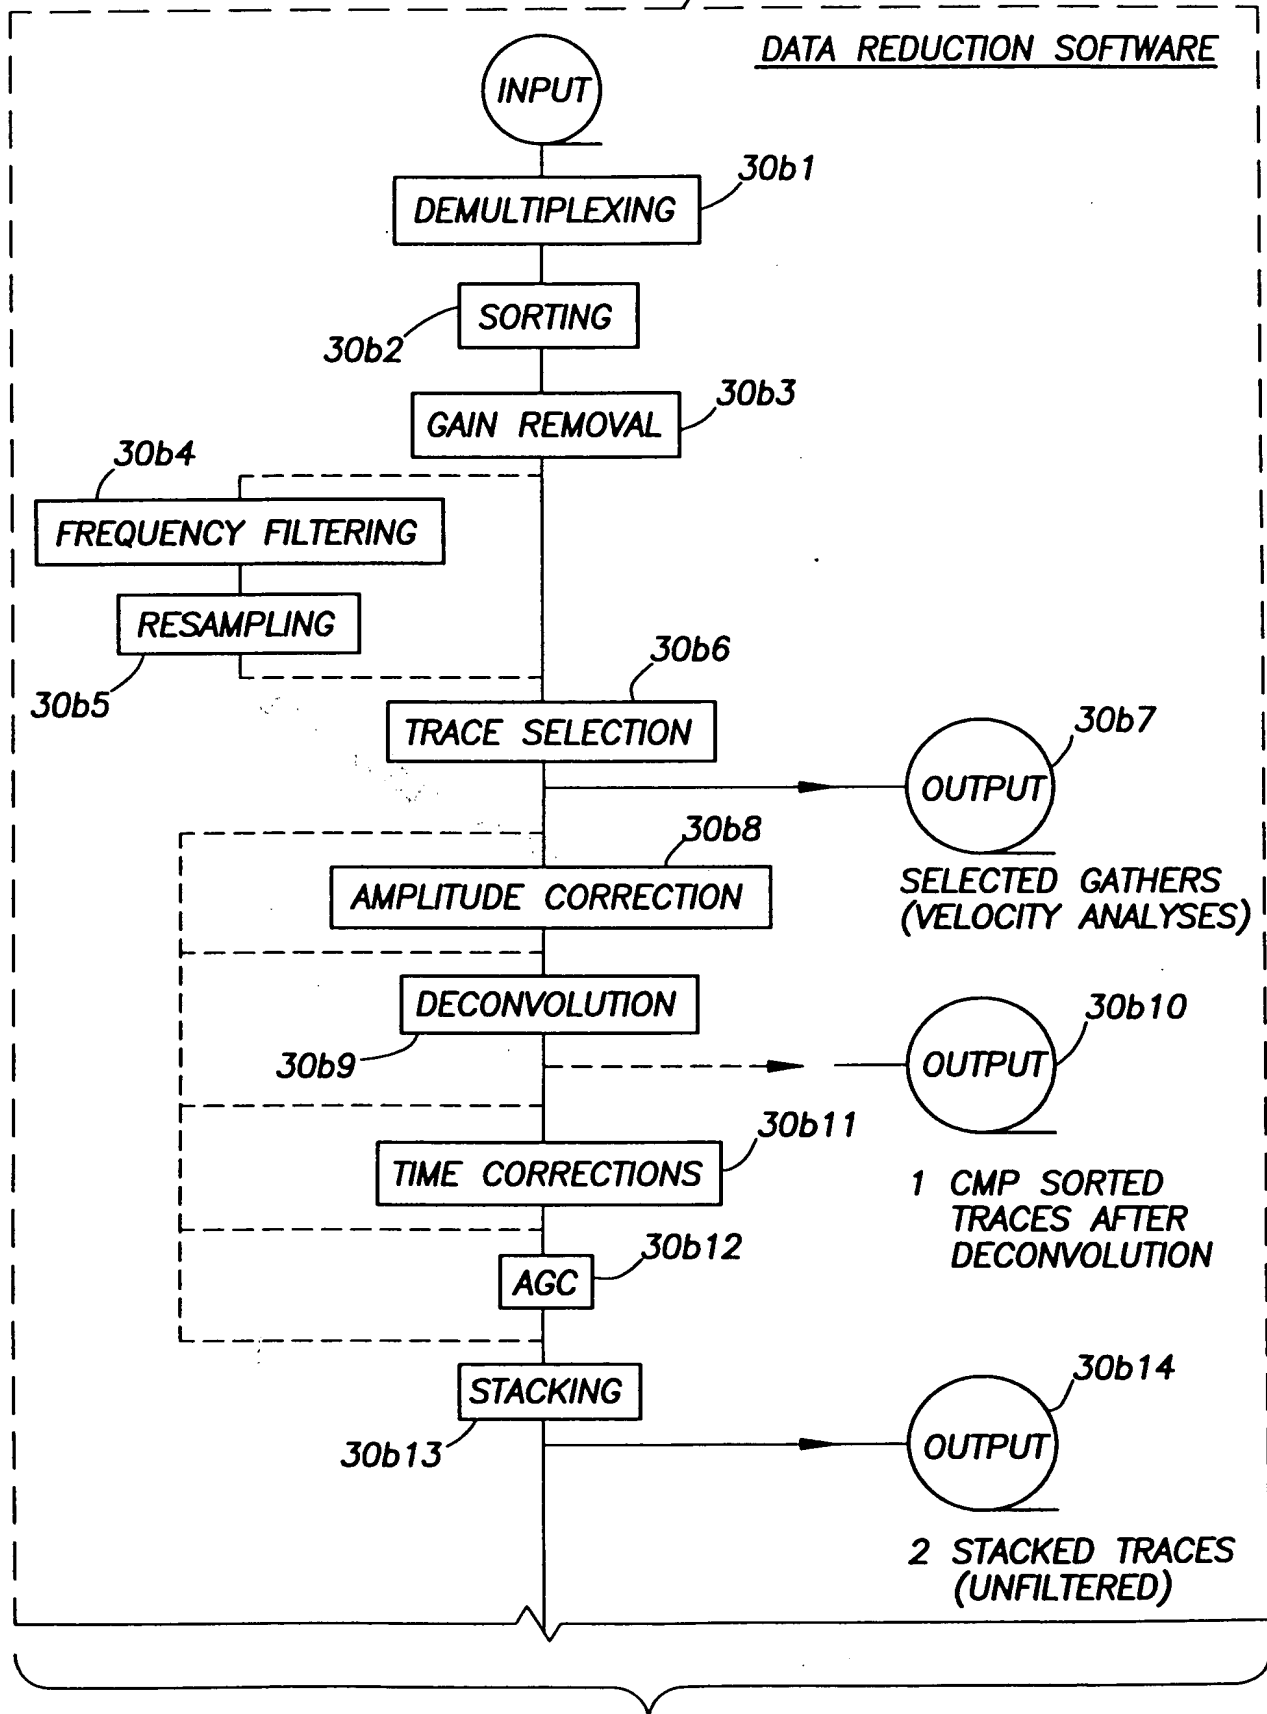 DATA REDUCTION SOFTWARE
INPUT
30b1
DEMULTIPLEXING
SORTING
30b2
30b3
GAIN REMOVAL
30b4
FREQUENCY FILTERING
RESAMPLING
30b5
30b6
TRACE SELECTION
30b7
OUTPUT
SELECTED GATHERS
(VELOCITY ANALYSES)
30b8
AMPLITUDE CORRECTION
DECONVOLUTION
30b9
30b10
OUTPUT
1 CMP SORTED
TRACES AFTER
DECONVOLUTION
30b11
TIME CORRECTIONS
30b12
AGC
STACKING
30b13
30b14
OUTPUT
2 STACKED TRACES
(UNFILTERED)